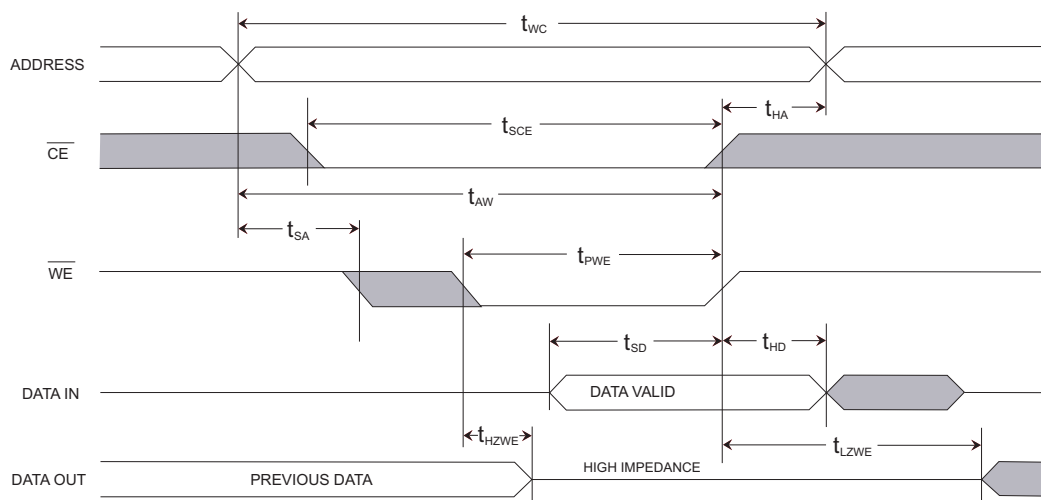 tWC
ADDRESS
tHA
tSCE
CE
tAW
tSA
tPWE
WE
tSD
tHD
DATA IN
DATA VALID
tHZWE
tLZWE
HIGH IMPEDANCE
DATA OUT
PREVIOUS DATA